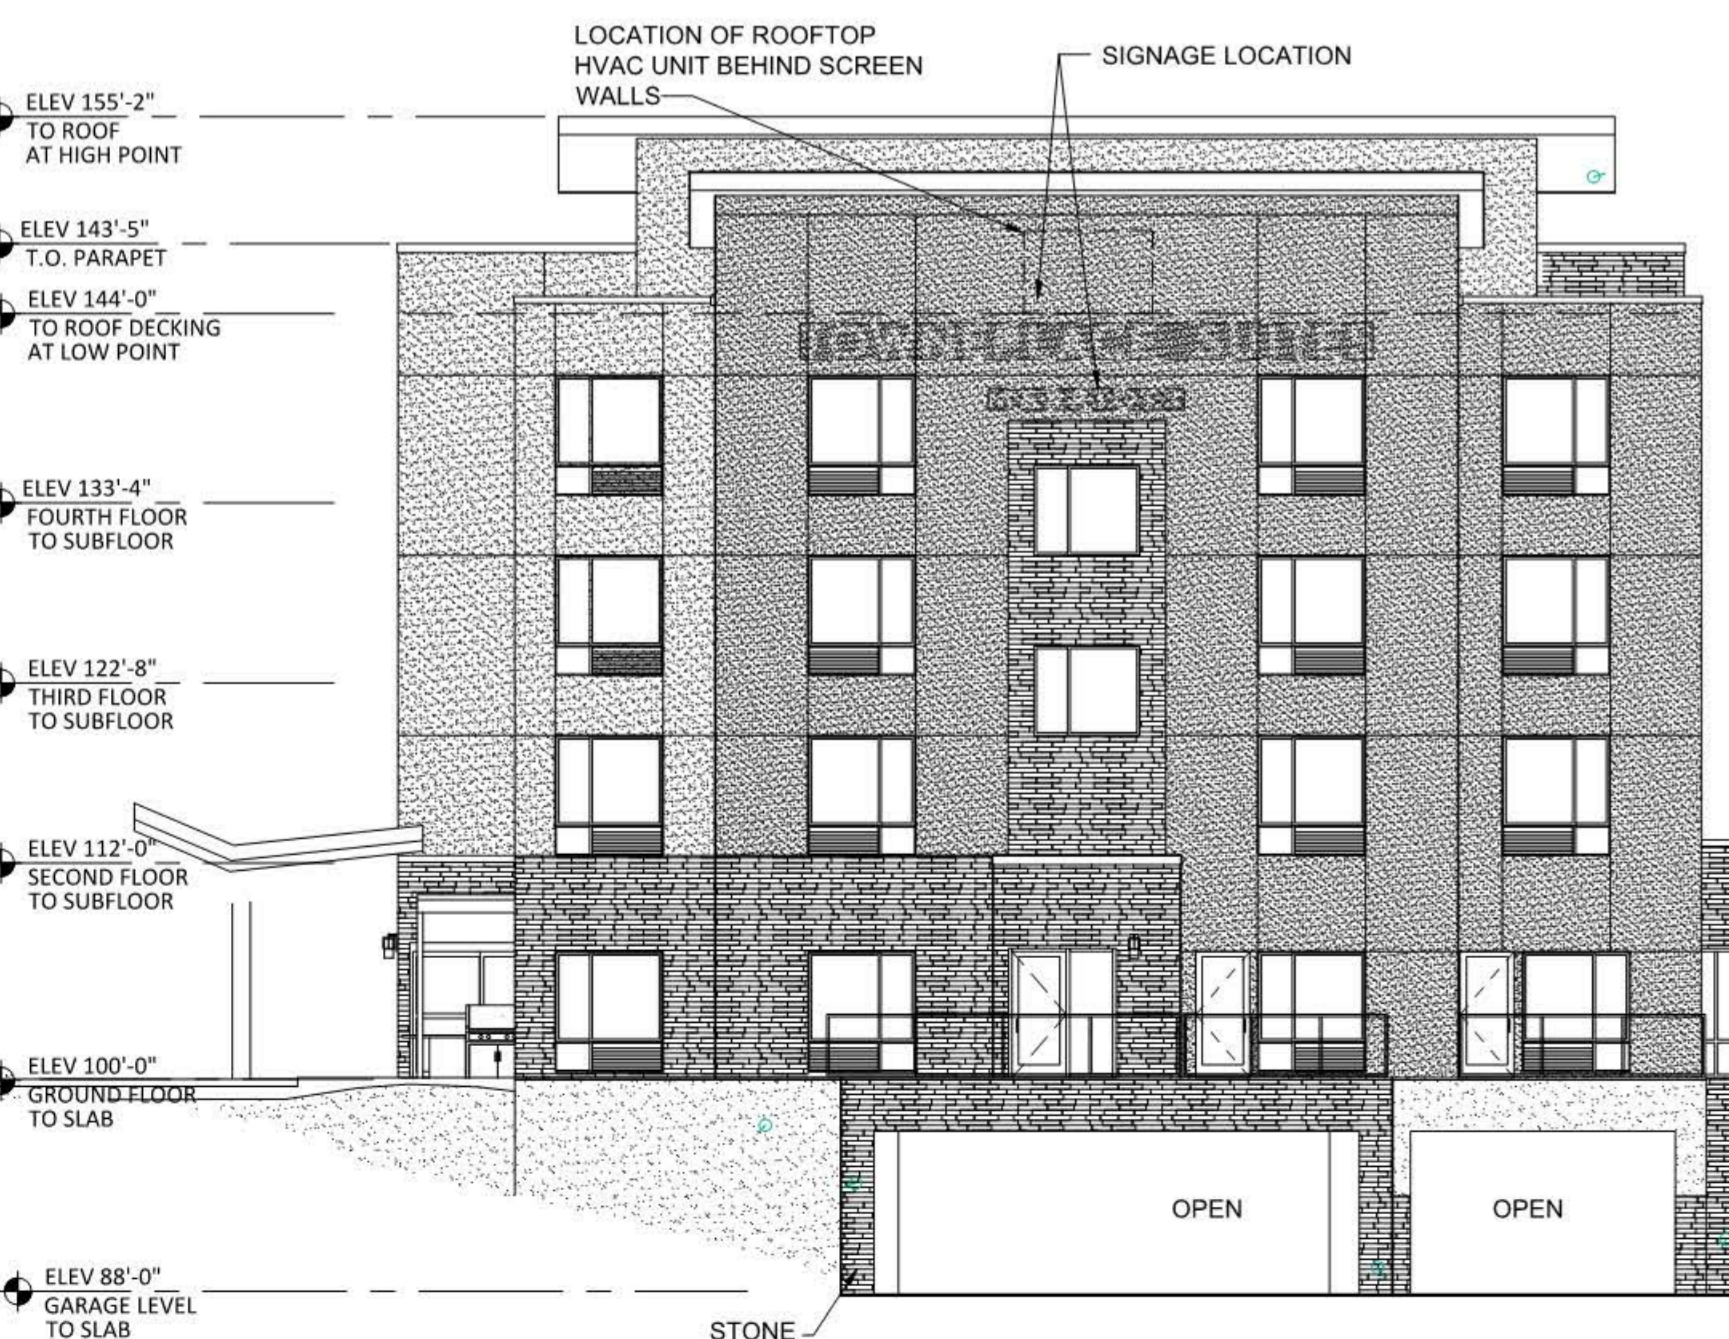 LOCATION OF ROOFTOP
HVAC UNIT BEHIND SCREEN
WALLS
SIGNAGE LOCATION
ELEV 155'-2"
TO ROOF
AT HIGH POINT
ELEV 143'-5"
T.O. PARAPET
ELEV 144'-0"
TO ROOF DECKING
AT LOW POINT
ELEV 133'-4"
FOURTH FLOOR
TO SUBFLOOR
ELEV 122'-8"
THIRD FLOOR
TO SUBFLOOR
ELEV 112'-0"
SECOND FLOOR
TO SUBFLOOR
ELEV 100'-0"
GROUND FLOOR
TO SLAB
OPEN
OPEN
ELEV 88'-0"
GARAGE LEVEL
TO SLAB
STONE